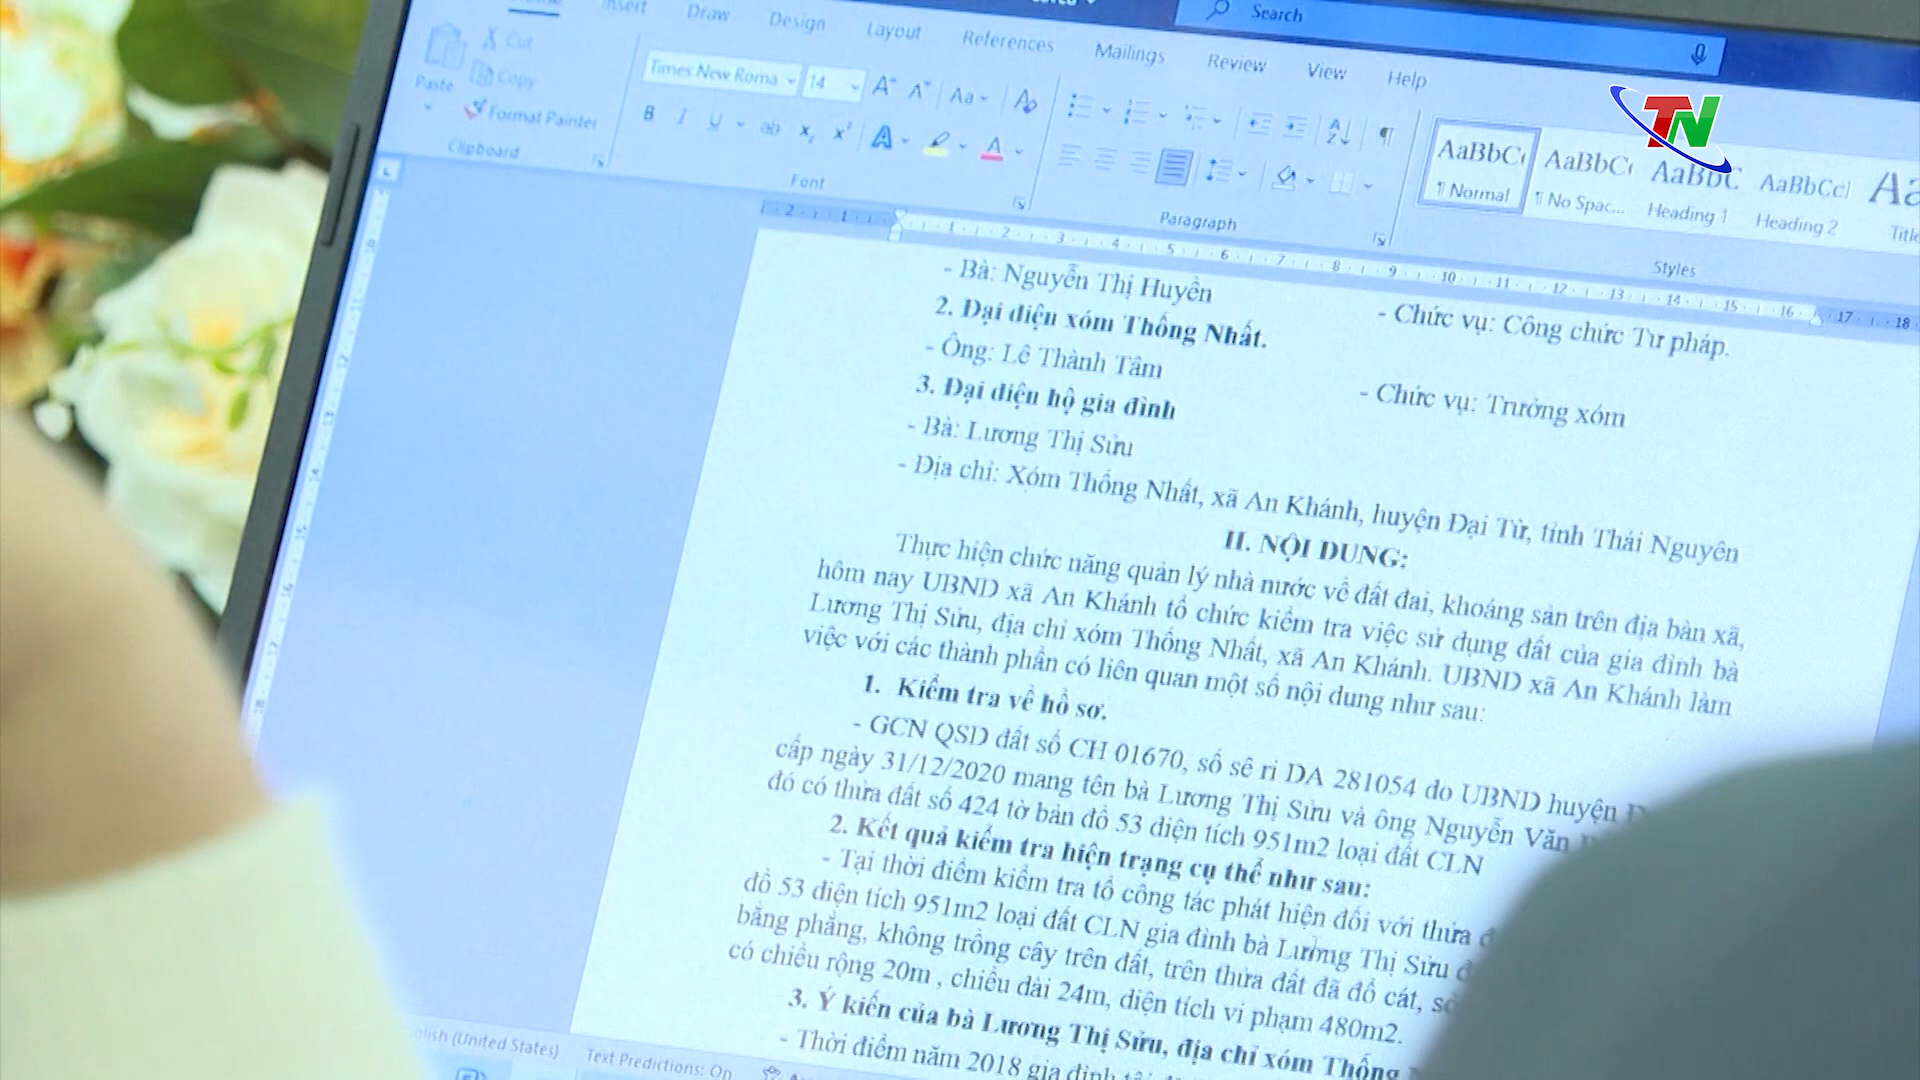 Insert Draw Design Layout References Mailings Review View Help
Search
Cut
Copy
Paste
Format Painter
Clipboard
Times New Roma 14
Font
Paragraph
AaBbC AaBbC AaBbC AaBbCcI Aa
¶ Normal ¶ No Spac... Heading 1 Heading 2 Title
Styles
TN
- Bà: Nguyễn Thị Huyền - Chức vụ: Công chức Tư pháp.
2. Đại diện xóm Thống Nhất.
- Ông: Lê Thành Tâm - Chức vụ: Trưởng xóm
3. Đại diện hộ gia đình
- Bà: Lương Thị Sửu
- Địa chỉ: Xóm Thống Nhất, xã An Khánh, huyện Đại Từ, tỉnh Thái Nguyên
II. NỘI DUNG:
Thực hiện chức năng quản lý nhà nước về đất đai, khoáng sản trên địa bàn xã,
hôm nay UBND xã An Khánh tổ chức kiểm tra việc sử dụng đất của gia đình bà
Lương Thị Sửu, địa chỉ xóm Thống Nhất, xã An Khánh. UBND xã An Khánh làm
việc với các thành phần có liên quan một số nội dung như sau:
1. Kiểm tra về hồ sơ.
- GCN QSD đất số CH 01670, số sê ri DA 281054 do UBND huyện
cấp ngày 31/12/2020 mang tên bà Lương Thị Sửu và ông Nguyễn Văn
đó có thửa đất số 424 tờ bản đồ 53 diện tích 951m2 loại đất CLN
2. Kết quả kiểm tra hiện trạng cụ thể như sau:
- Tại thời điểm kiểm tra tổ công tác phát hiện đối với thửa
đồ 53 diện tích 951m2 loại đất CLN gia đình bà Lương Thị Sửu
bằng phẳng, không trồng cây trên đất, trên thửa đất đã đổ cát,
có chiều rộng 20m , chiều dài 24m, diện tích vi phạm 480m2.
3. Ý kiến của bà Lương Thị Sửu, địa chỉ xóm Thống
- Thời điểm năm 2018 gia đình
(United States) Text Predictions: On